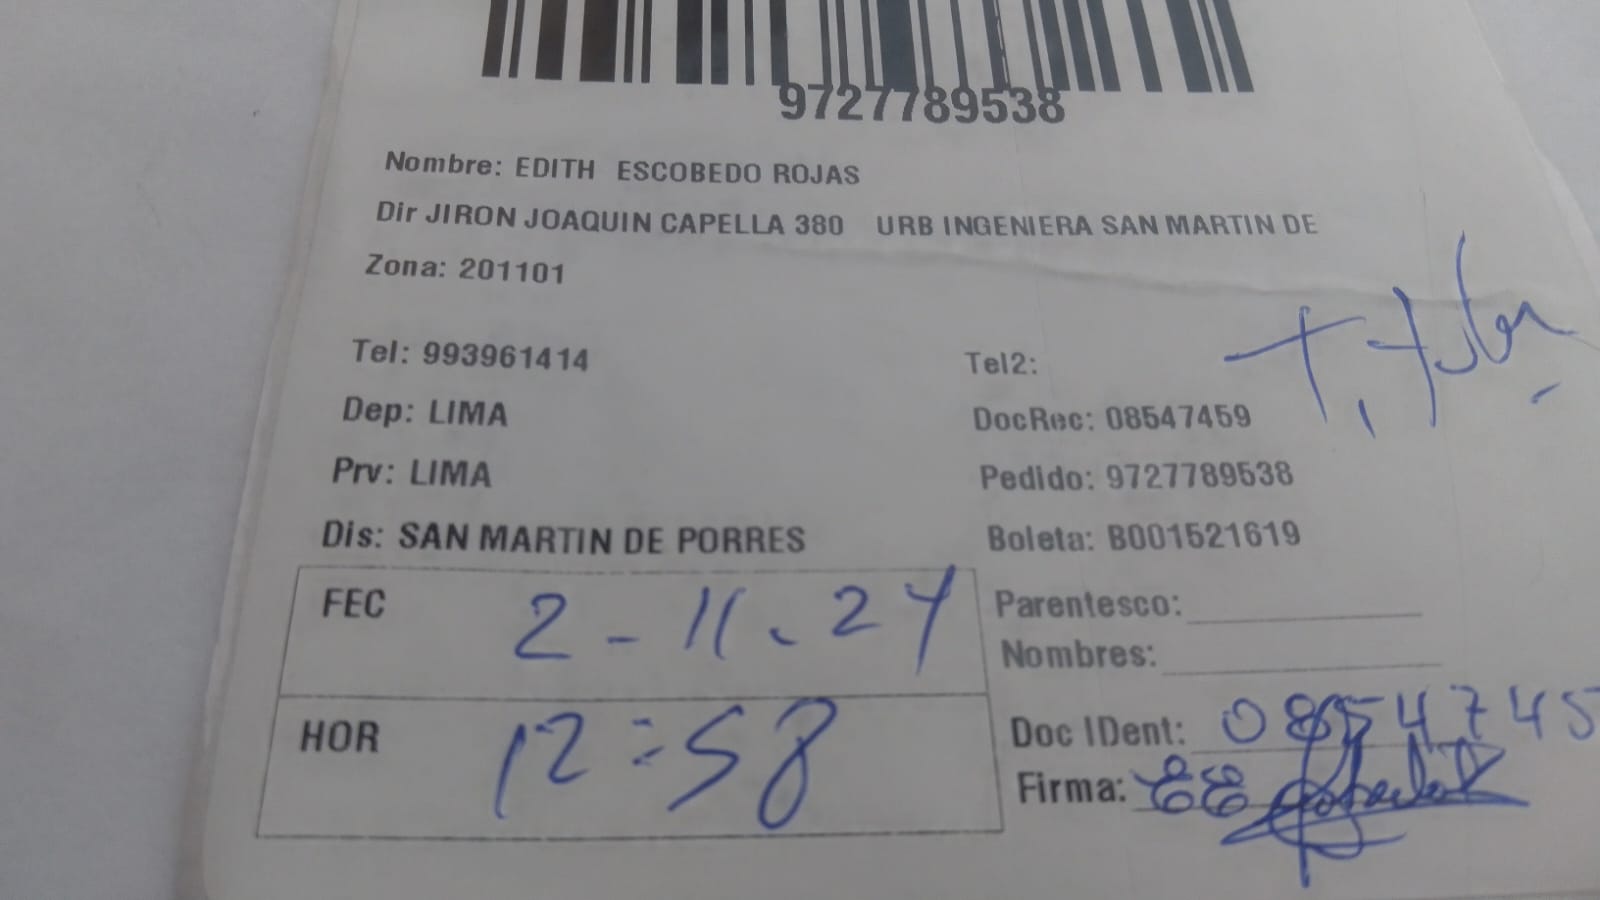 9727789538
Nombre: EDITH ESCOBEDO ROJAS
Dir JIRON JOAQUIN CAPELLA 380 URB INGENIERA SAN MARTIN DE
Zona: 201101
Tel: 993961414
Tel2:
Dep: LIMA
DocRec: 08547459
Prv: LIMA
Pedido: 9727789538
Dis: SAN MARTIN DE PORRES
Boleta: B001521619
FEC 2-11.24
Parentesco:
Nombres:
HOR 12:58
Doc IDent: 0854745
Firma: